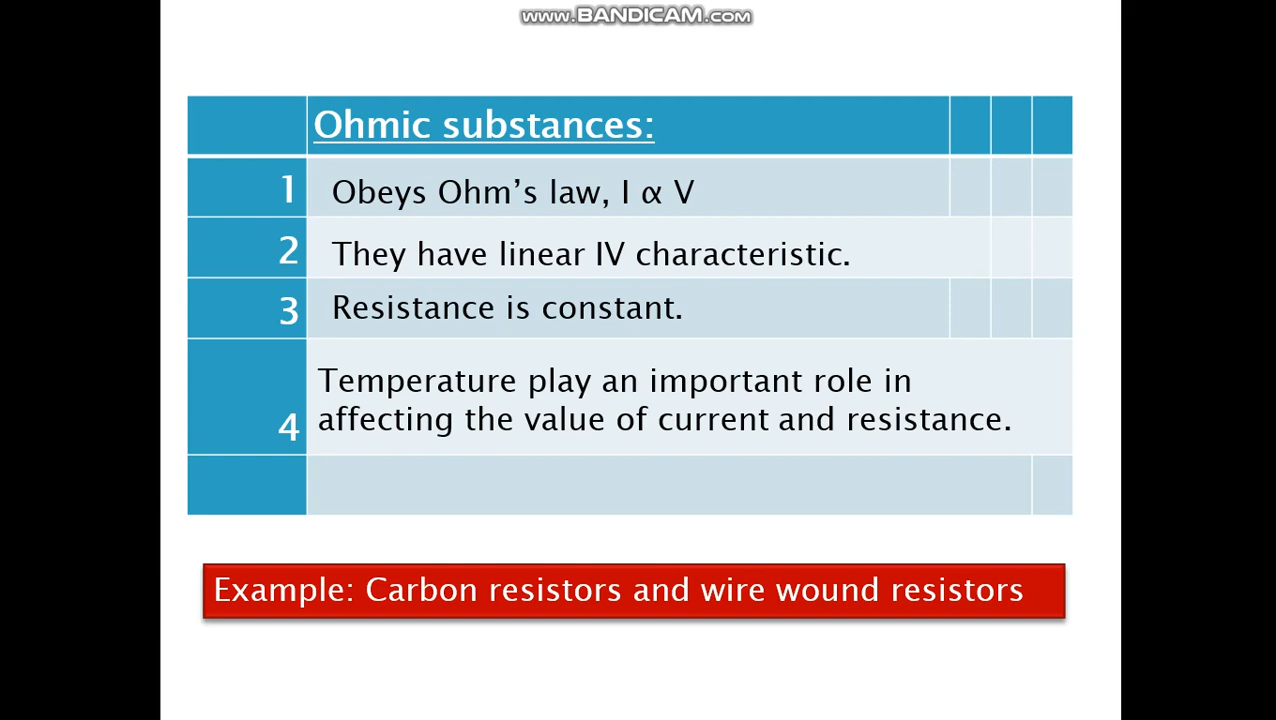 www.BANDICAM.com
Ohmic substances:
1 Obeys Ohm’s law, I α V
2 They have linear IV characteristic.
3 Resistance is constant.
4 Temperature play an important role in
affecting the value of current and resistance.
Example: Carbon resistors and wire wound resistors